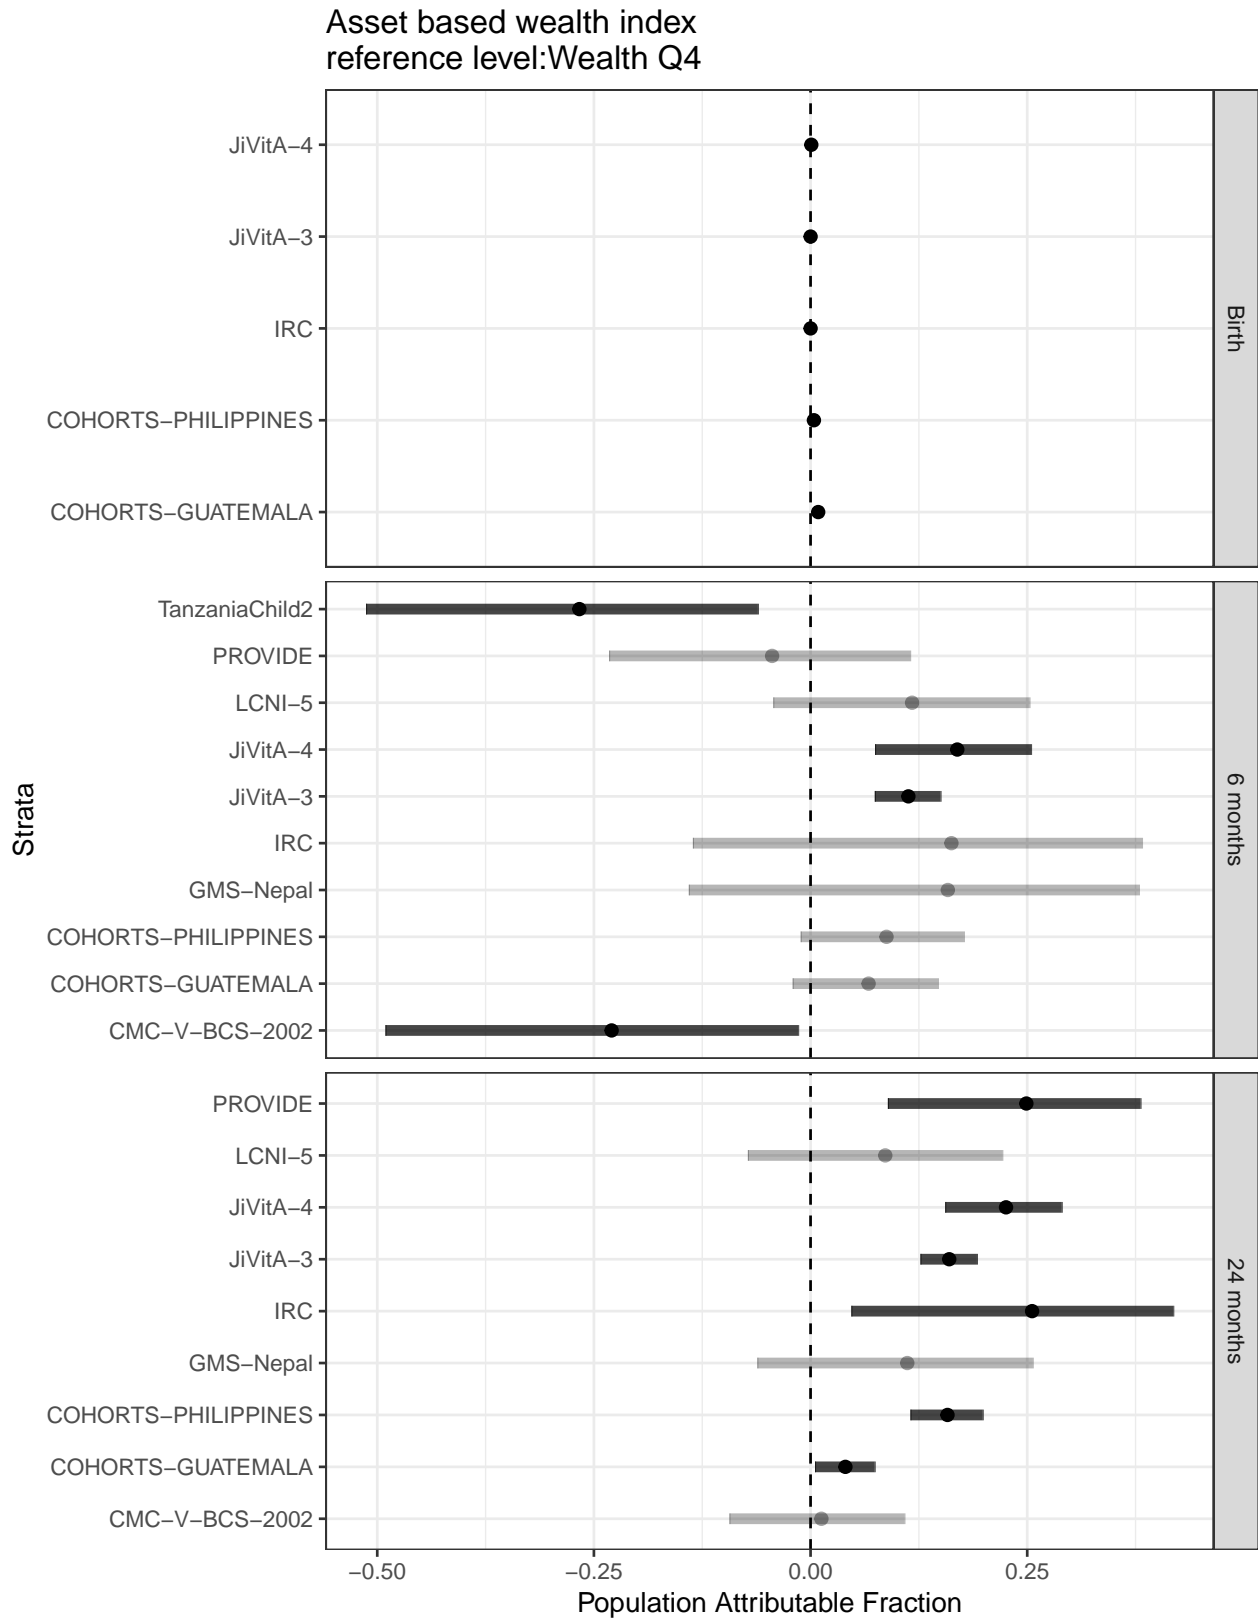 Asset based wealth index
reference level:Wealth Q4
JiVitA−4
JiVitA−3
IRC
COHORTS−PHILIPPINES
COHORTS−GUATEMALA
Birth
TanzaniaChild2
PROVIDE
LCNI−5
JiVitA−4
JiVitA−3
IRC
GMS−Nepal
COHORTS−PHILIPPINES
COHORTS−GUATEMALA
CMC−V−BCS−2002
6 months
Strata
PROVIDE
LCNI−5
JiVitA−4
JiVitA−3
IRC
GMS−Nepal
COHORTS−PHILIPPINES
COHORTS−GUATEMALA
CMC−V−BCS−2002
24 months
−0.50 −0.25 0.00 0.25
Population Attributable Fraction